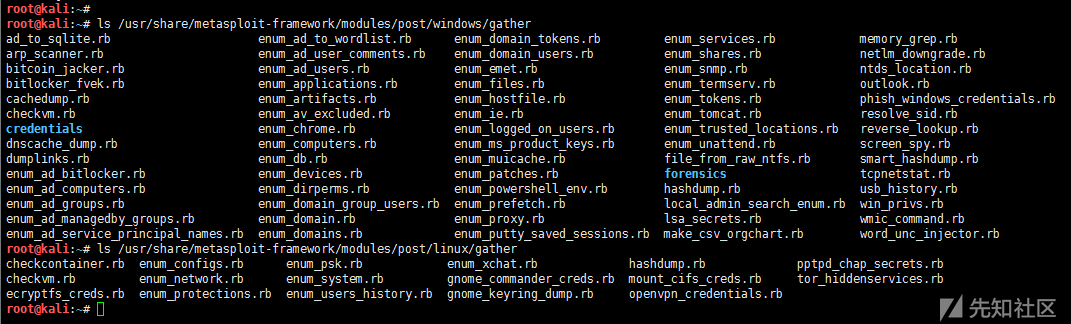 root@kali:~#
root@kali:~# ls /usr/share/metasploit-framework/modules/post/windows/gather
ad_to_sqlite.rb enum_ad_to_wordlist.rb enum_domain_tokens.rb enum_services.rb memory_grep.rb
arp_scanner.rb enum_ad_user_comments.rb enum_domain_users.rb enum_shares.rb netlm_downgrade.rb
bitcoin_jacker.rb enum_ad_users.rb enum_emet.rb enum_snmp.rb ntds_location.rb
bitlocker_fvek.rb enum_applications.rb enum_files.rb enum_termserv.rb outlook.rb
cachedump.rb enum_artifacts.rb enum_hostfile.rb enum_tokens.rb phish_windows_credentials.rb
checkvm.rb enum_av_excluded.rb enum_ie.rb enum_tomcat.rb resolve_sid.rb
credentials enum_chrome.rb enum_logged_on_users.rb enum_trusted_locations.rb reverse_lookup.rb
dnscache_dump.rb enum_computers.rb enum_ms_product_keys.rb enum_unattend.rb screen_spy.rb
dumplinks.rb enum_db.rb enum_muicache.rb file_from_raw_ntfs.rb smart_hashdump.rb
enum_ad_bitlocker.rb enum_devices.rb enum_patches.rb forensics tcpnetstat.rb
enum_ad_computers.rb enum_dirperms.rb enum_powershell_env.rb hashdump.rb usb_history.rb
enum_ad_groups.rb enum_domain_group_users.rb enum_prefetch.rb local_admin_search_enum.rb win_privs.rb
enum_ad_managedby_groups.rb enum_domain.rb enum_proxy.rb lsa_secrets.rb wmic_command.rb
enum_ad_service_principal_names.rb enum_domains.rb enum_putty_saved_sessions.rb make_csv_orgchart.rb word_unc_injector.rb
root@kali:~# ls /usr/share/metasploit-framework/modules/post/linux/gather
checkcontainer.rb enum_configs.rb enum_psk.rb enum_xchat.rb hashdump.rb pptpd_chap_secrets.rb
checkvm.rb enum_network.rb enum_system.rb gnome_commander_creds.rb mount_cifs_creds.rb tor_hiddenservices.rb
ecryptfs_creds.rb enum_protections.rb enum_users_history.rb gnome_keyring_dump.rb openvpn_credentials.rb
root@kali:~#
先知社区